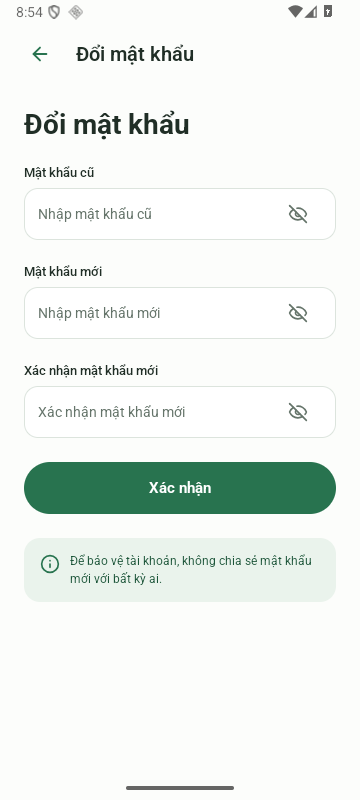 8:54
Đổi mật khẩu
Đổi mật khẩu
Mật khẩu cũ
Nhập mật khẩu cũ
Mật khẩu mới
Nhập mật khẩu mới
Xác nhận mật khẩu mới
Xác nhận mật khẩu mới
Xác nhận
Để bảo vệ tài khoản, không chia sẻ mật khẩu
mới với bất kỳ ai.